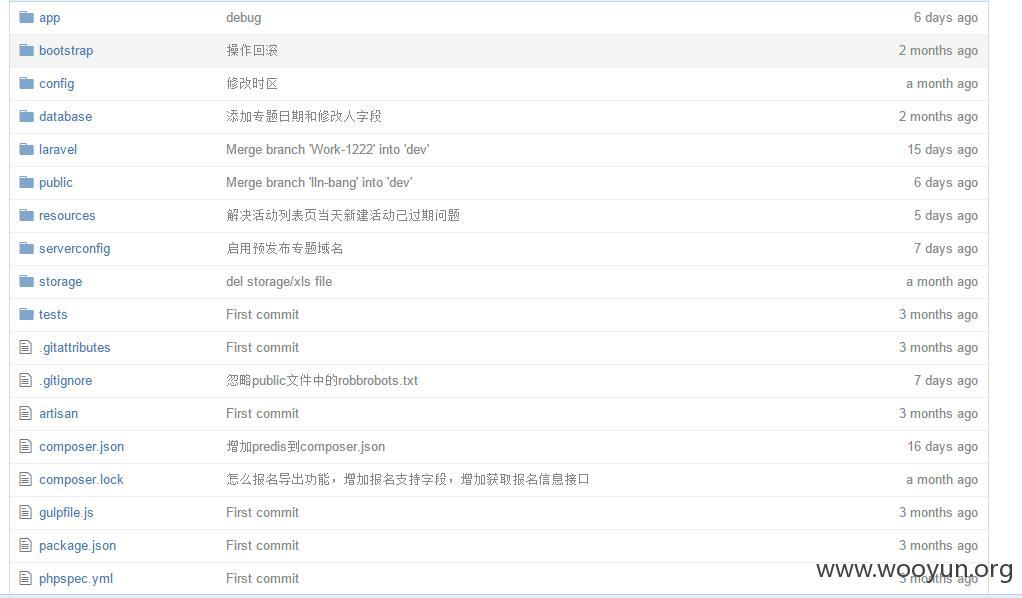 app debug 6 days ago
bootstrap 操作回滚 2 months ago
config 修改时区 a month ago
database 添加专题日期和修改人字段 2 months ago
laravel Merge branch 'Work-1222' into 'dev' 15 days ago
public Merge branch 'lln-bang' into 'dev' 6 days ago
resources 解决活动列表页当天新建活动已过期问题 5 days ago
serverconfig 启用预发布专题域名 7 days ago
storage del storage/xls file a month ago
tests First commit 3 months ago
.gitattributes First commit 3 months ago
.gitignore 忽略public文件中的robbrobots.txt 7 days ago
artisan First commit 3 months ago
composer.json 增加predis到composer.json 16 days ago
composer.lock 怎么报名导出功能，增加报名支持字段，增加获取报名信息接口 a month ago
gulpfile.js First commit 3 months ago
package.json First commit 3 months ago
phpspec.yml First commit 3 months ago
www.wooyun.org